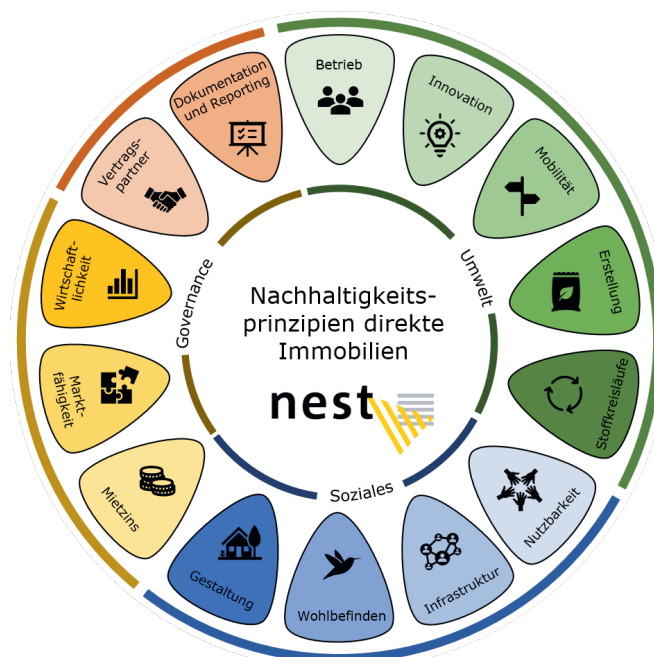 Betrieb
Innovation
Mobilität
Erstellung
Stoffkreisläufe
Nutzbarkeit
Infrastruktur
Wohlbefinden
Gestaltung
Mietzins
Markt-
fähigkeit
Wirtschaft-
lichkeit
Vertrags-
partner
Dokumentation
und Reporting
Governance
Umwelt
Soziales
Nachhaltigkeits-
prinzipien direkte
Immobilien
nest